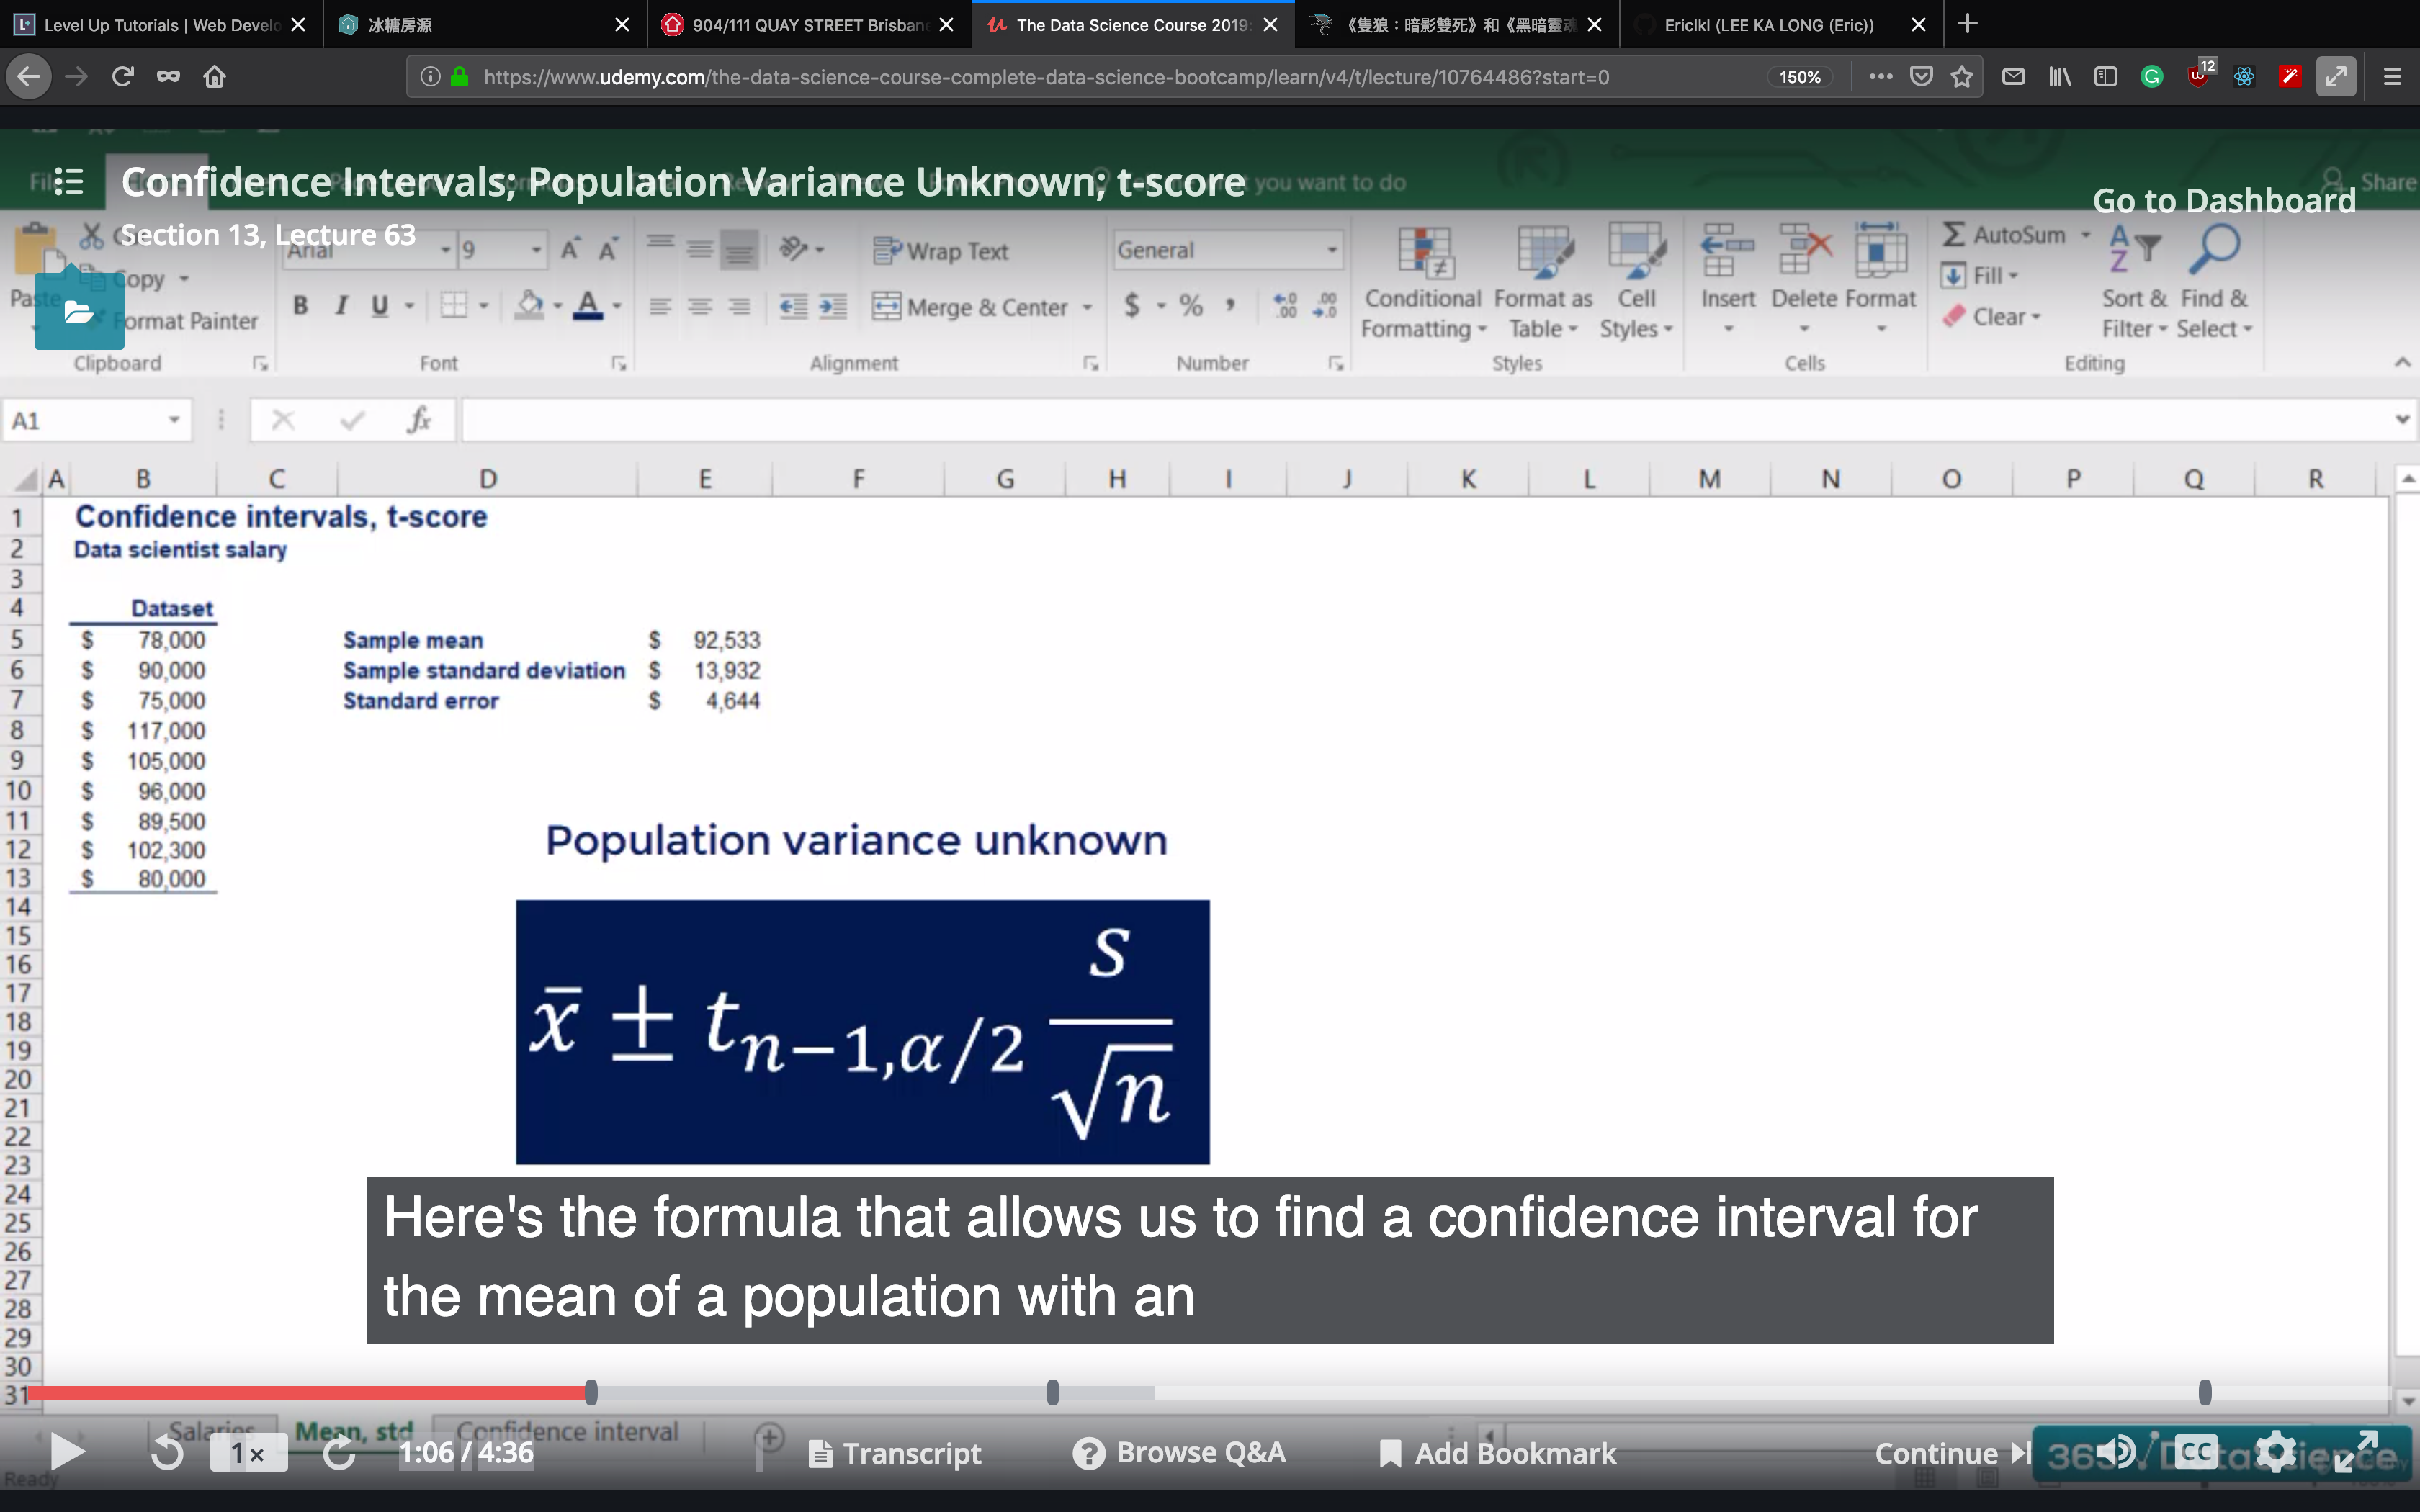 Level Up Tutorials | Web Develo
冰糖房源
904/111 QUAY STREET Brisban
The Data Science Course 2019:
《隻狼：暗影雙死》和《黑暗靈魂
Ericlkl (LEE KA LONG (Eric))
https://www.udemy.com/the-data-science-course-complete-data-science-bootcamp/learn/v4/t/lecture/10764486?start=0
150%
12
Confidence Intervals; Population Variance Unknown; t-score
you want to do
Share
Section 13, Lecture 63
Go to Dashboard
Arial
9
Wrap Text
General
AutoSum
Copy
Fill
Paste
Format Painter
B I U
Merge & Center
$ % ,
Conditional Formatting
Format as Table
Cell Styles
Insert
Delete
Format
Clear
Sort & Filter
Find & Select
Clipboard
Font
Alignment
Number
Styles
Cells
Editing
A1
fx
A B C D E F G H I J K L M N O P Q R
1 Confidence intervals, t-score
2 Data scientist salary
3
4 Dataset
5 $ 78,000 Sample mean $ 92,533
6 $ 90,000 Sample standard deviation $ 13,932
7 $ 75,000 Standard error $ 4,644
8 $ 117,000
9 $ 105,000
10 $ 96,000
11 $ 89,500
12 $ 102,300
13 $ 80,000
14
15
16
17
18
19
20
21
22
23
24
25
26
27
28
29
30
31
Population variance unknown
x̄ ± t n−1,α/2 s/√n
Here's the formula that allows us to find a confidence interval for
the mean of a population with an
Salaries
Mean, std
Confidence interval
1x
1:06 / 4:36
Transcript
Browse Q&A
Add Bookmark
Continue
365 DataScience
CC
Ready